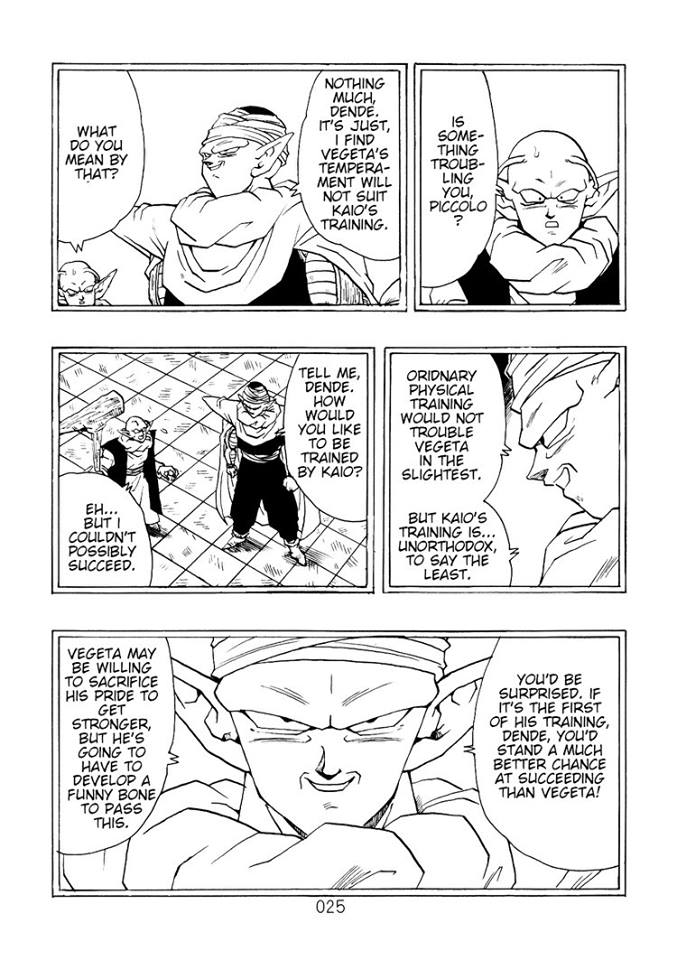 IS
SOME-
THING
TROUB-
LING
YOU,
PICCOLO
?
NOTHING
MUCH,
DENDE.
IT'S JUST,
I FIND
VEGETA'S
TEMPERA-
MENT WILL
NOT SUIT
KAIO'S
TRAINING.
WHAT
DO YOU
MEAN BY
THAT?
ORIDNARY
PHYSICAL
TRAINING
WOULD NOT
TROUBLE
VEGETA
IN THE
SLIGHTEST.
BUT KAIO'S
TRAINING IS...
UNORTHODOX,
TO SAY THE
LEAST.
TELL ME,
DENDE.
HOW
WOULD
YOU LIKE
TO BE
TRAINED
BY KAIO?
EH...
BUT I
COULDN'T
POSSIBLY
SUCCEED.
YOU'D BE
SURPRISED. IF
IT'S THE FIRST
OF HIS TRAINING,
DENDE, YOU'D
STAND A MUCH
BETTER CHANCE
AT SUCCEEDING
THAN VEGETA!
VEGETA MAY
BE WILLING
TO SACRIFICE
HIS PRIDE TO
GET
STRONGER,
BUT HE'S
GOING TO
HAVE TO
DEVELOP A
FUNNY BONE
TO PASS
THIS.
025